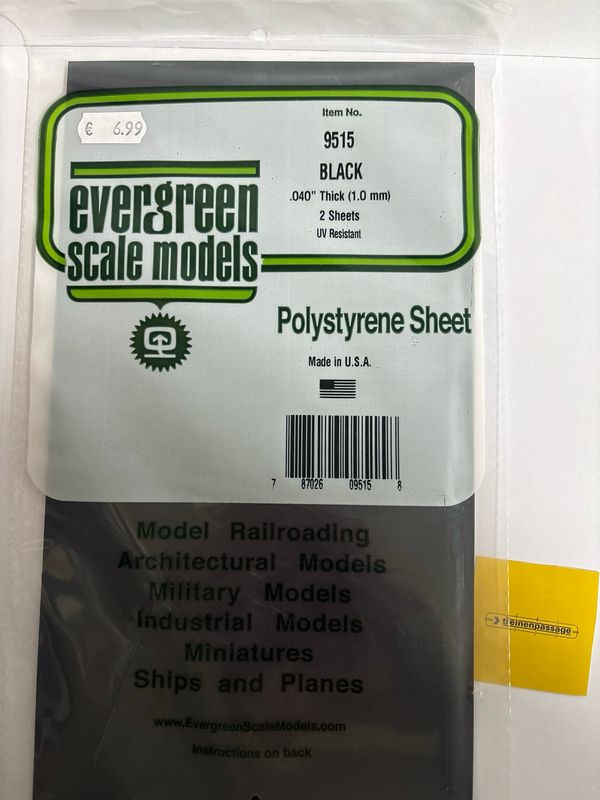 € 6.99
Item No.
9515
BLACK
.040" Thick (1.0 mm)
2 Sheets
UV Resistant
evergreen
scale models
Polystyrene Sheet
Made in U.S.A.
7 87026 09515 8
Model Railroading
Architectural Models
Military Models
Industrial Models
Miniatures
Ships and Planes
www.EvergreenScaleModels.com
Instructions on back
treinenpassage